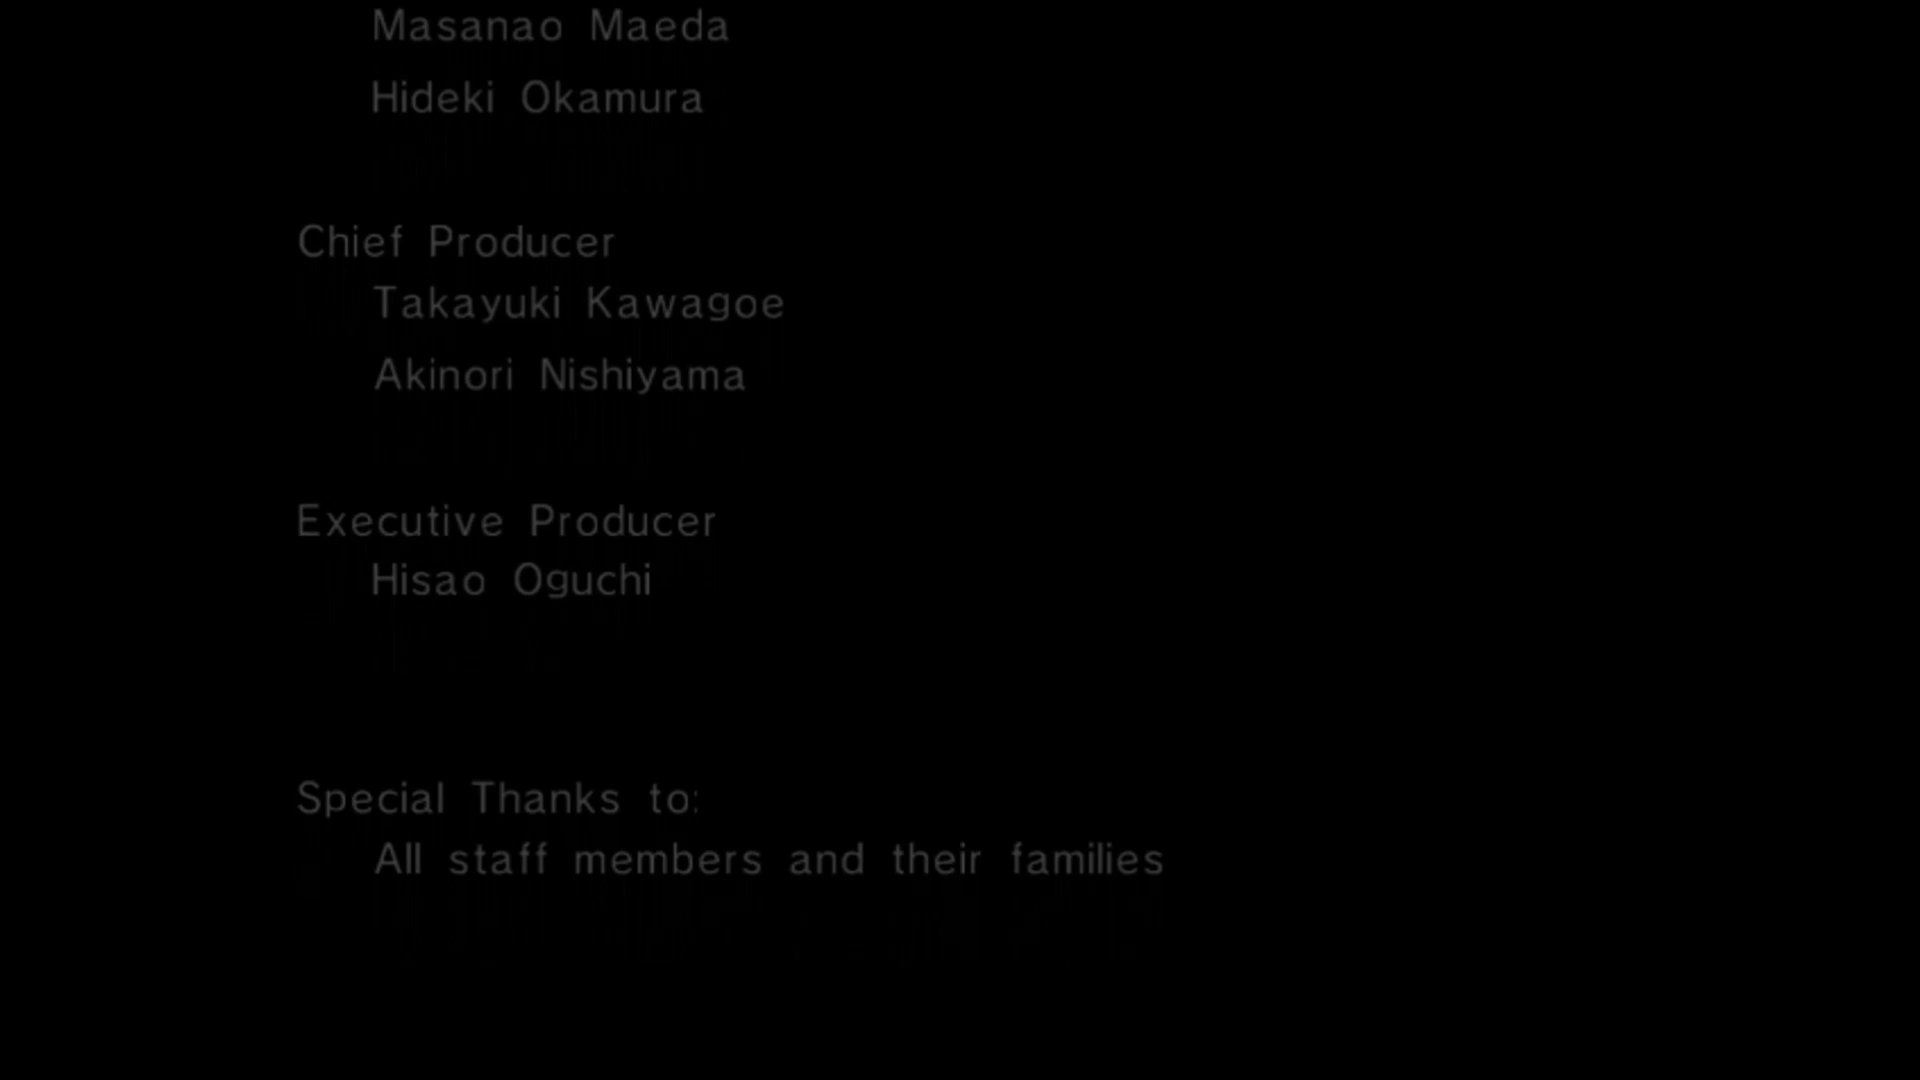 Masanao Maeda
Hideki Okamura
Chief Producer
Takayuki Kawagoe
Akinori Nishiyama
Executive Producer
Hisao Oguchi
Special Thanks to:
All staff members and their families